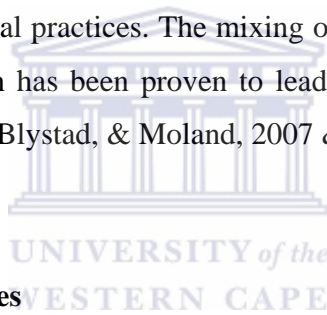 al practices. The mixing o
has been proven to lead
Blystad, & Moland, 2007
UNIVERSITY of the
es
WESTERN CAPE